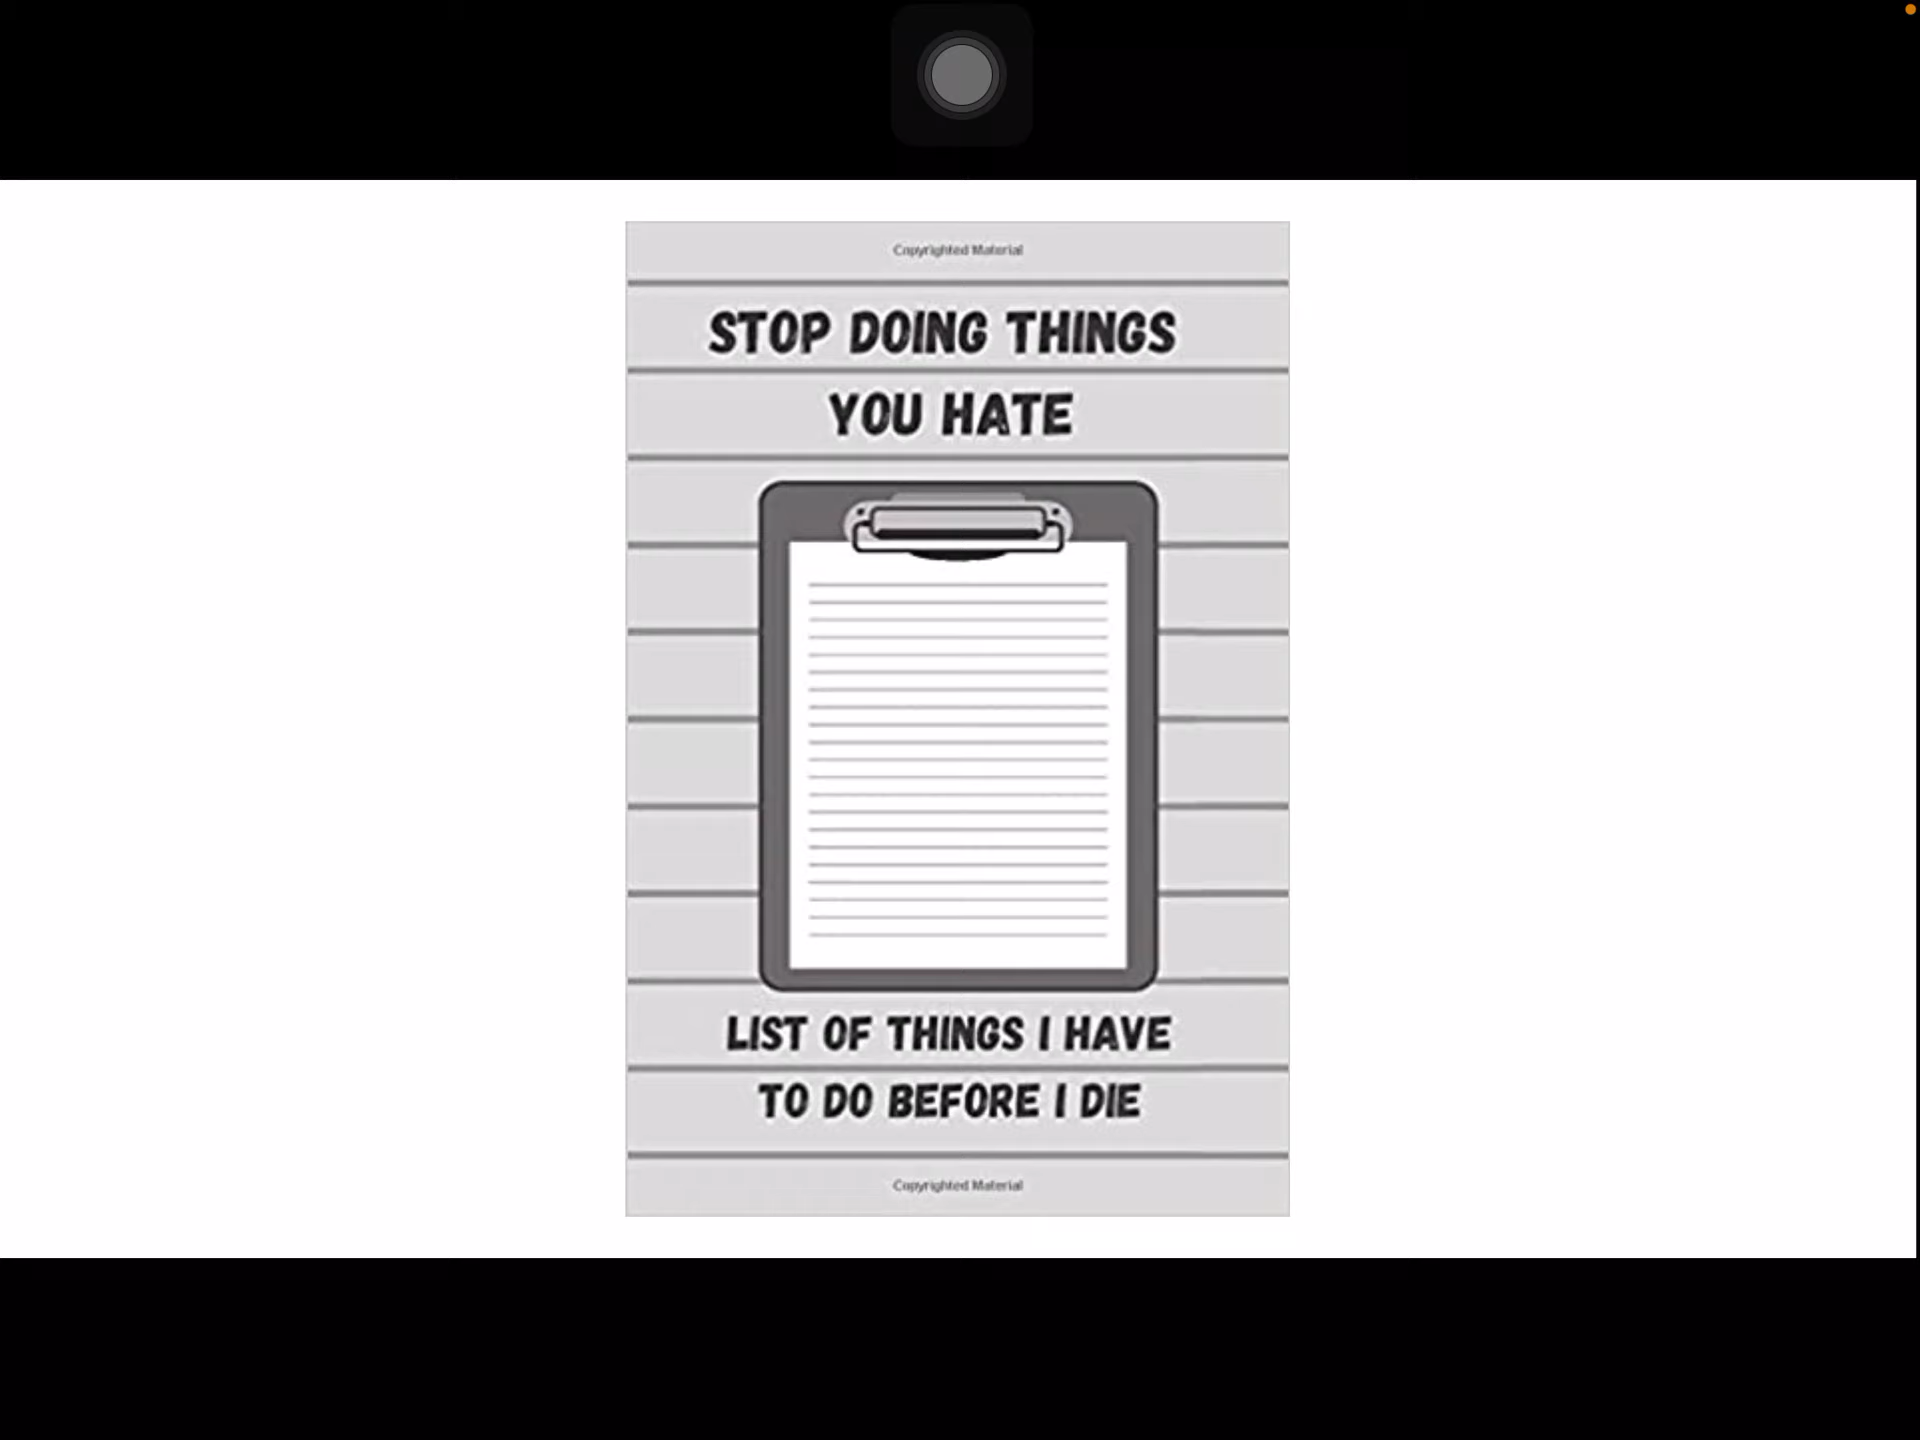 Copyrighted Material
STOP DOING THINGS
YOU HATE
LIST OF THINGS I HAVE
TO DO BEFORE I DIE
Copyrighted Material